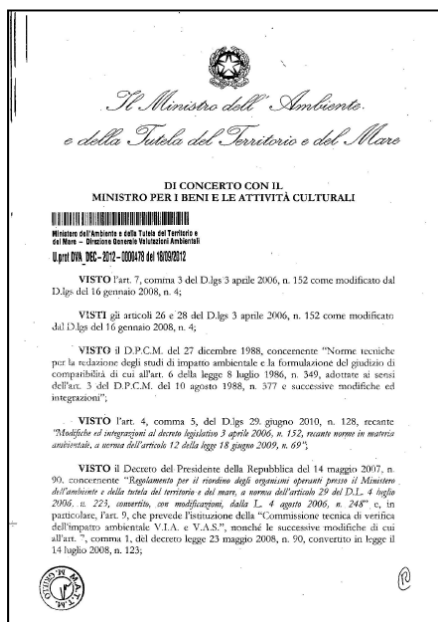 Il Ministro dell'Ambiente
e della Tutela del Territorio e del Mare
DI CONCERTO CON IL
MINISTRO PER I BENI E LE ATTIVITÀ CULTURALI
Ministero dell'Ambiente e della Tutela del Territorio e
del Mare – Direzione Generale Valutazioni Ambientali
U.prot DVA_DEC-2012-0000478 del 18/09/2012
VISTO l'art. 7, comma 3 del D.lgs 3 aprile 2006, n. 152 come modificato dal
D.lgs del 16 gennaio 2008, n. 4;
VISTI gli articoli 26 e 28 del D.lgs 3 aprile 2006, n. 152 come modificato
dal D.lgs del 16 gennaio 2008, n. 4;
VISTO il D.P.C.M. del 27 dicembre 1988, concernente "Norme tecniche
per la redazione degli studi di impatto ambientale e la formulazione del giudizio di
compatibilità di cui all'art. 6 della legge 8 luglio 1986, n. 349, adottate ai sensi
dell'art. 3 del D.P.C.M. del 10 agosto 1988, n. 377 e successive modifiche ed
integrazioni";
VISTO l'art. 4, comma 5, del D.lgs 29 giugno 2010, n. 128, recante
"Modifiche ed integrazioni al decreto legislativo 3 aprile 2006, n. 152, recante norme in materia
ambientale, a norma dell'articolo 12 della legge 18 giugno 2009, n. 69";
VISTO il Decreto del Presidente della Repubblica del 14 maggio 2007, n.
90, concernente "Regolamento per il riordino degli organismi operanti presso il Ministero
dell'ambiente e della tutela del territorio e del mare, a norma dell'articolo 29 del D.L. 4 luglio
2006, n. 223, convertito, con modificazioni, dalla L. 4 agosto 2006, n. 248" e, in
particolare, l'art. 9, che prevede l'istituzione della "Commissione tecnica di verifica
dell'impatto ambientale V.I.A. e V.A.S.", nonché le successive modifiche di cui
all'art. 7, comma 1, del decreto legge 23 maggio 2008, n. 90, convertito in legge il
14 luglio 2008, n. 123;